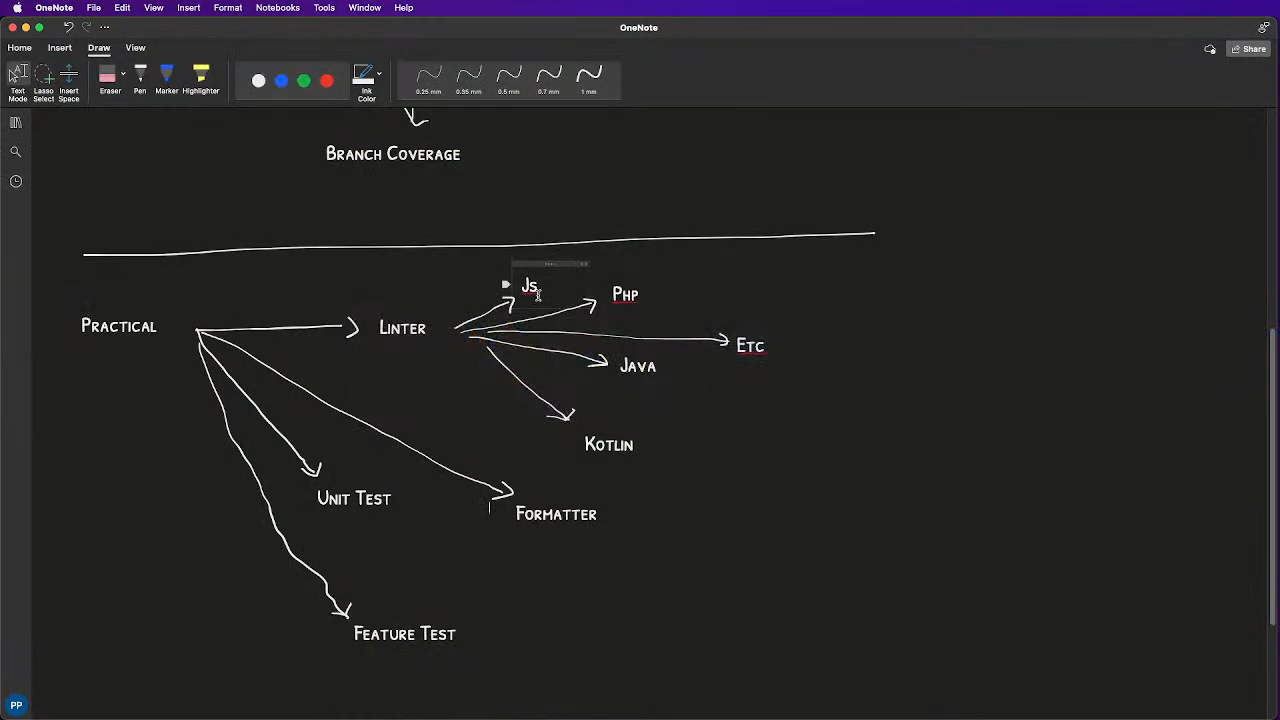 OneNote File Edit View Insert Format Notebooks Tools Window Help
OneNote
Home Insert Draw View
Share
Text Mode
Lasso Select
Insert Space
Eraser
Pen
Marker
Highlighter
Ink Color
0.25 mm 0.35 mm 0.5 mm 0.7 mm 1 mm
Branch Coverage
Js
Php
Practical
Linter
Etc
Java
Kotlin
Unit Test
Formatter
Feature Test
PP